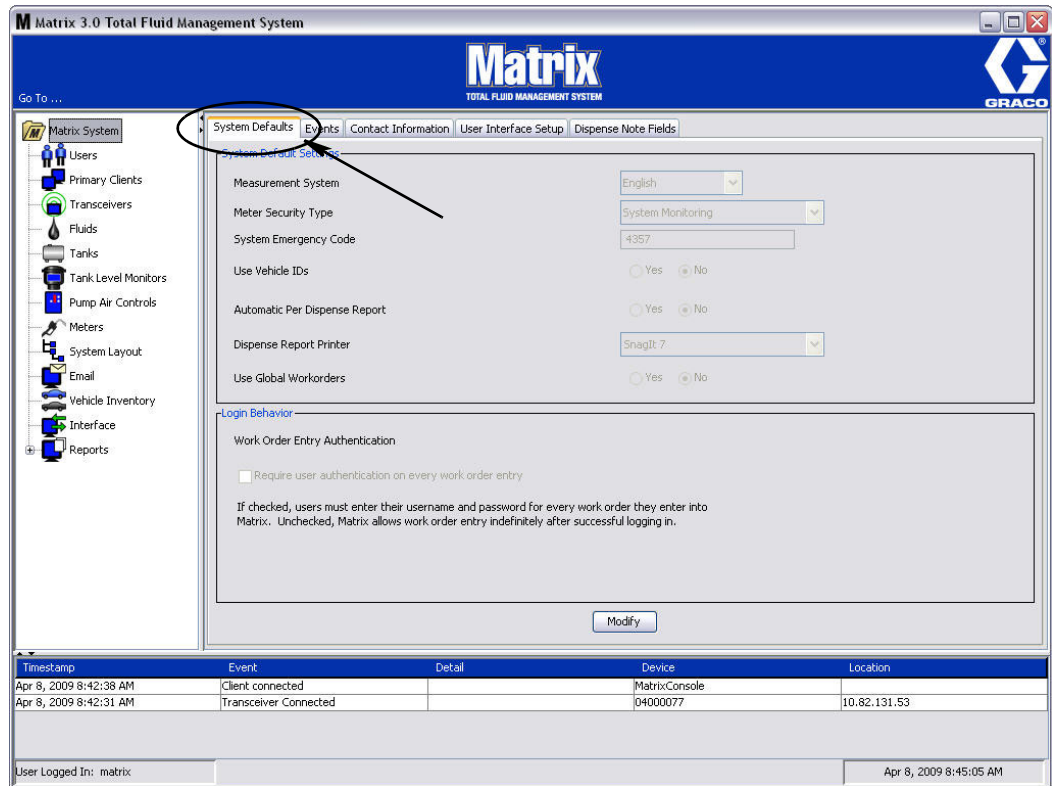 Matrix 3.0 Total Fluid Management System
Matrix
TOTAL FLUID MANAGEMENT SYSTEM
Go To ...
GRACO
®
Matrix System
Users
Primary Clients
Transceivers
Fluids
Tanks
Tank Level Monitors
Pump Air Controls
Meters
System Layout
Email
Vehicle Inventory
Interface
Reports
System Defaults Events Contact Information User Interface Setup Dispense Note Fields
System Default Settings
Measurement System English
Meter Security Type System Monitoring
System Emergency Code 4357
Use Vehicle IDs Yes No
Automatic Per Dispense Report Yes No
Dispense Report Printer SnagIt 7
Use Global Workorders Yes No
Login Behavior
Work Order Entry Authentication
Require user authentication on every work order entry
If checked, users must enter their username and password for every work order they enter into
Matrix. Unchecked, Matrix allows work order entry indefinitely after successful logging in.
Modify
Timestamp Event Detail Device Location
Apr 8, 2009 8:42:38 AM Client connected MatrixConsole
Apr 8, 2009 8:42:31 AM Transceiver Connected 04000077 10.82.131.53
User Logged In: matrix Apr 8, 2009 8:45:05 AM